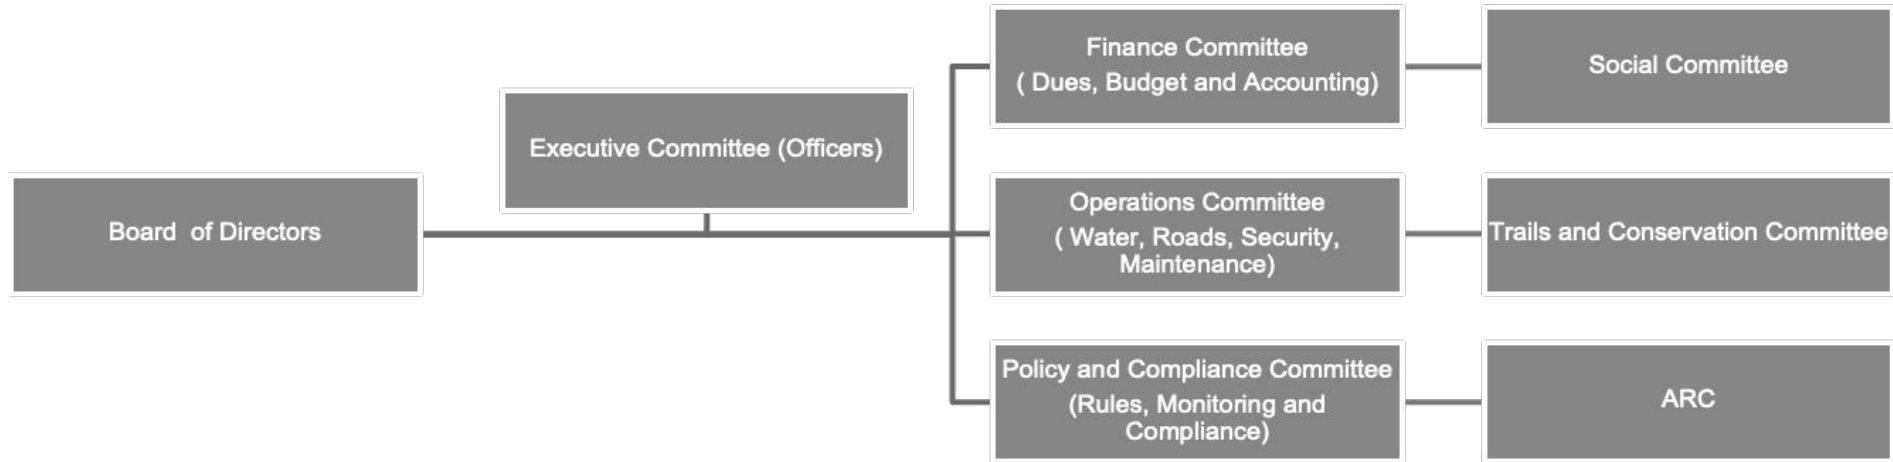 Board  of Directors
Executive Committee (Officers)
Finance Committee
( Dues, Budget and Accounting)
Operations Committee
( Water, Roads, Security,
Maintenance)
Policy and Compliance Committee
(Rules, Monitoring and
Compliance)
Social Committee
Trails and Conservation Committee
ARC